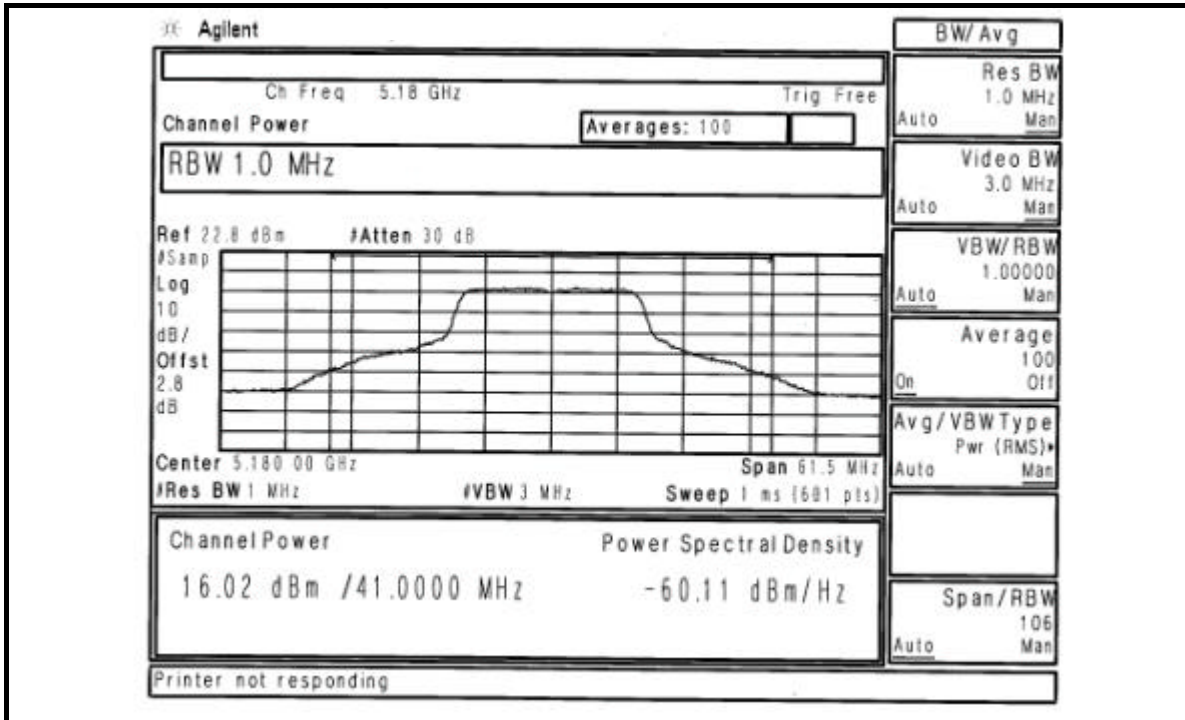 Agilent
BW/Avg
Ch Freq 5.18 GHz
Trig Free
Channel Power
Averages: 100
RBW 1.0 MHz
Ref 22.8 dBm
#Atten 30 dB
#Samp
Log
10
dB/
Offst
2.8
dB
Center 5.180 00 GHz
Span 61.5 MHz
#Res BW 1 MHz
#VBW 3 MHz
Sweep 1 ms (601 pts)
Channel Power
Power Spectral Density
16.02 dBm /41.0000 MHz
-60.11 dBm/Hz
Printer not responding
Res BW
1.0 MHz
Auto Man
Video BW
3.0 MHz
Auto Man
VBW/RBW
1.00000
Auto Man
Average
100
On Off
Avg/VBW Type
Pwr (RMS)▸
Auto Man
Span/RBW
106
Auto Man